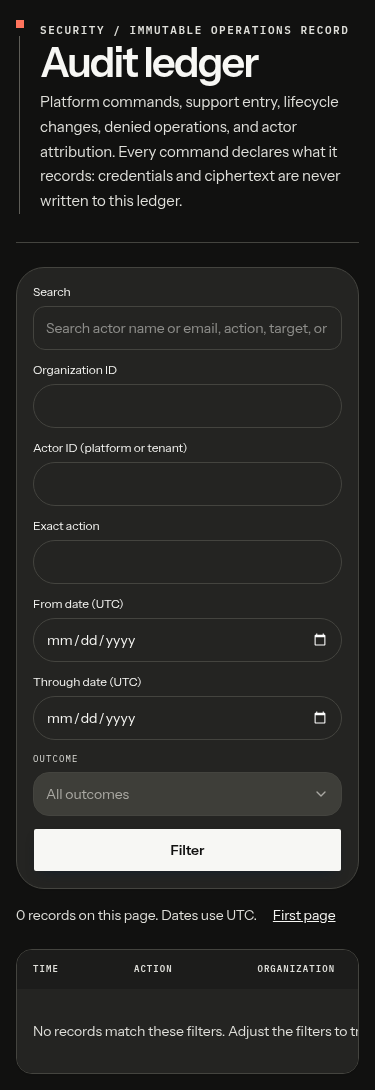 SECURITY / IMMUTABLE OPERATIONS RECORD
Audit ledger
Platform commands, support entry, lifecycle
changes, denied operations, and actor
attribution. Every command declares what it
records: credentials and ciphertext are never
written to this ledger.
Search
Search actor name or email, action, target, or
Organization ID
Actor ID (platform or tenant)
Exact action
From date (UTC)
mm/dd/yyyy
Through date (UTC)
mm/dd/yyyy
OUTCOME
All outcomes
Filter
0 records on this page. Dates use UTC. First page
TIME ACTION ORGANIZATION
No records match these filters. Adjust the filters to